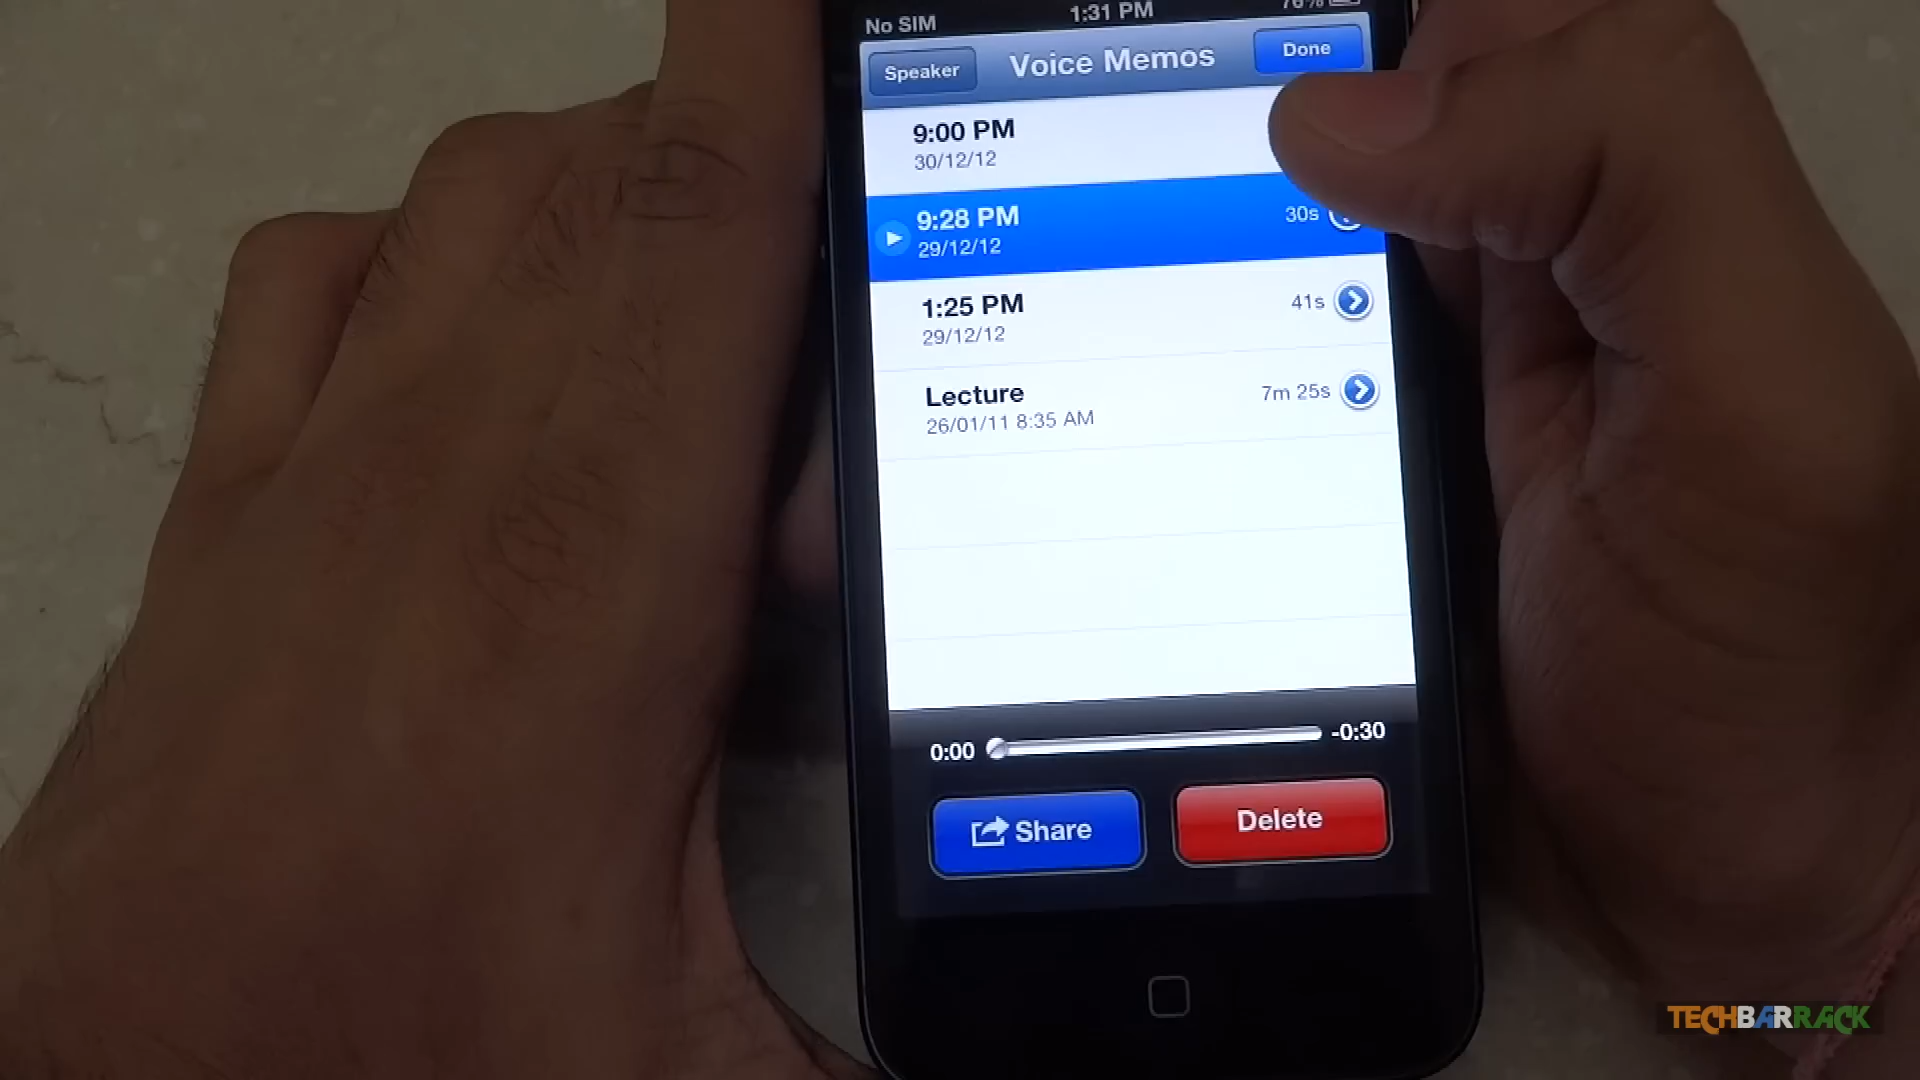 No SIM 1:31 PM 76%
Speaker Voice Memos Done
9:00 PM
30/12/12
9:28 PM 30s
29/12/12
1:25 PM 41s
29/12/12
Lecture 7m 25s
26/01/11 8:35 AM
0:00 -0:30
Share Delete
TECHBARRACK